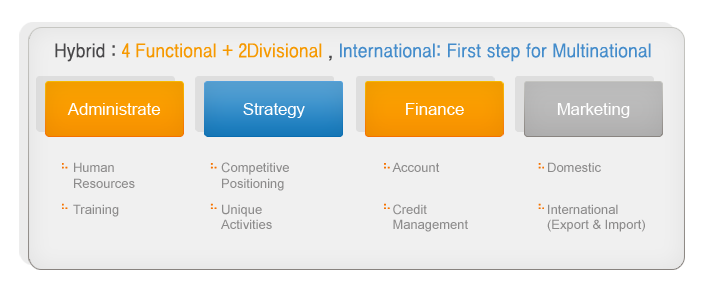 Hybrid : 4 Functional + 2Divisional , International: First step for Multinational
Administrate
Strategy
Finance
Marketing
Human
Resources
Training
Competitive
Positioning
Unique
Activities
Account
Credit
Management
Domestic
International
(Export & Import)